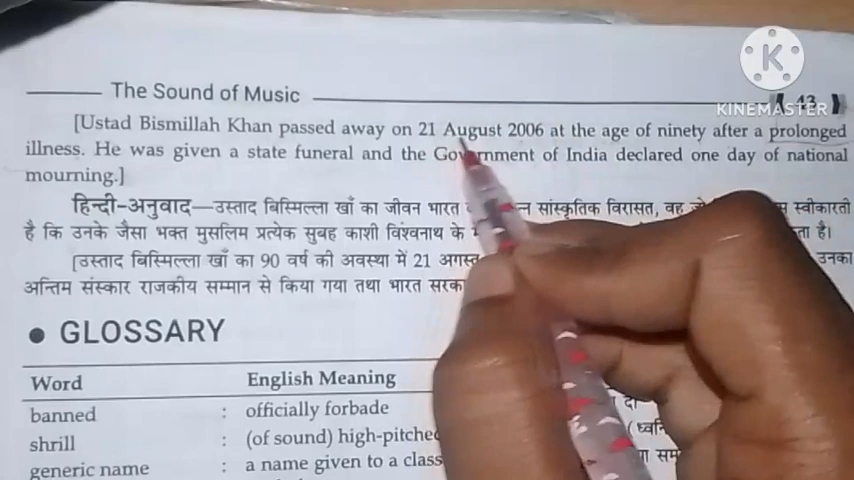 The Sound of Music
43
K
KINEMASTER
[Ustad Bismillah Khan passed away on 21 August 2006 at the age of ninety after a prolonged
illness. He was given a state funeral and the Government of India declared one day of national
mourning.]
हिन्दी-अनुवाद—उस्ताद बिस्मिल्ला खाँ का जीवन भारत सांस्कृतिक विरासत, वह स्वीकारती
है कि उनके जैसा भक्त मुसलिम प्रत्येक सुबह काशी विश्वनाथ के है।
[उस्ताद बिस्मिल्ला खाँ का 90 वर्ष की अवस्था में 21 अगस्त उनका
अन्तिम संस्कार राजकीय सम्मान से किया गया तथा भारत
• GLOSSARY
Word English Meaning
banned : officially forbade
shrill : (of sound) high-pitched
generic name : a name given to a class